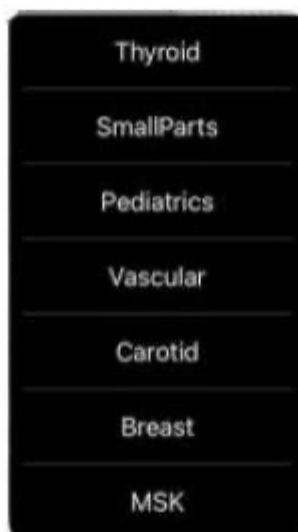 Thyroid
SmallParts
Pediatrics
Vascular
Carotid
Breast
MSK